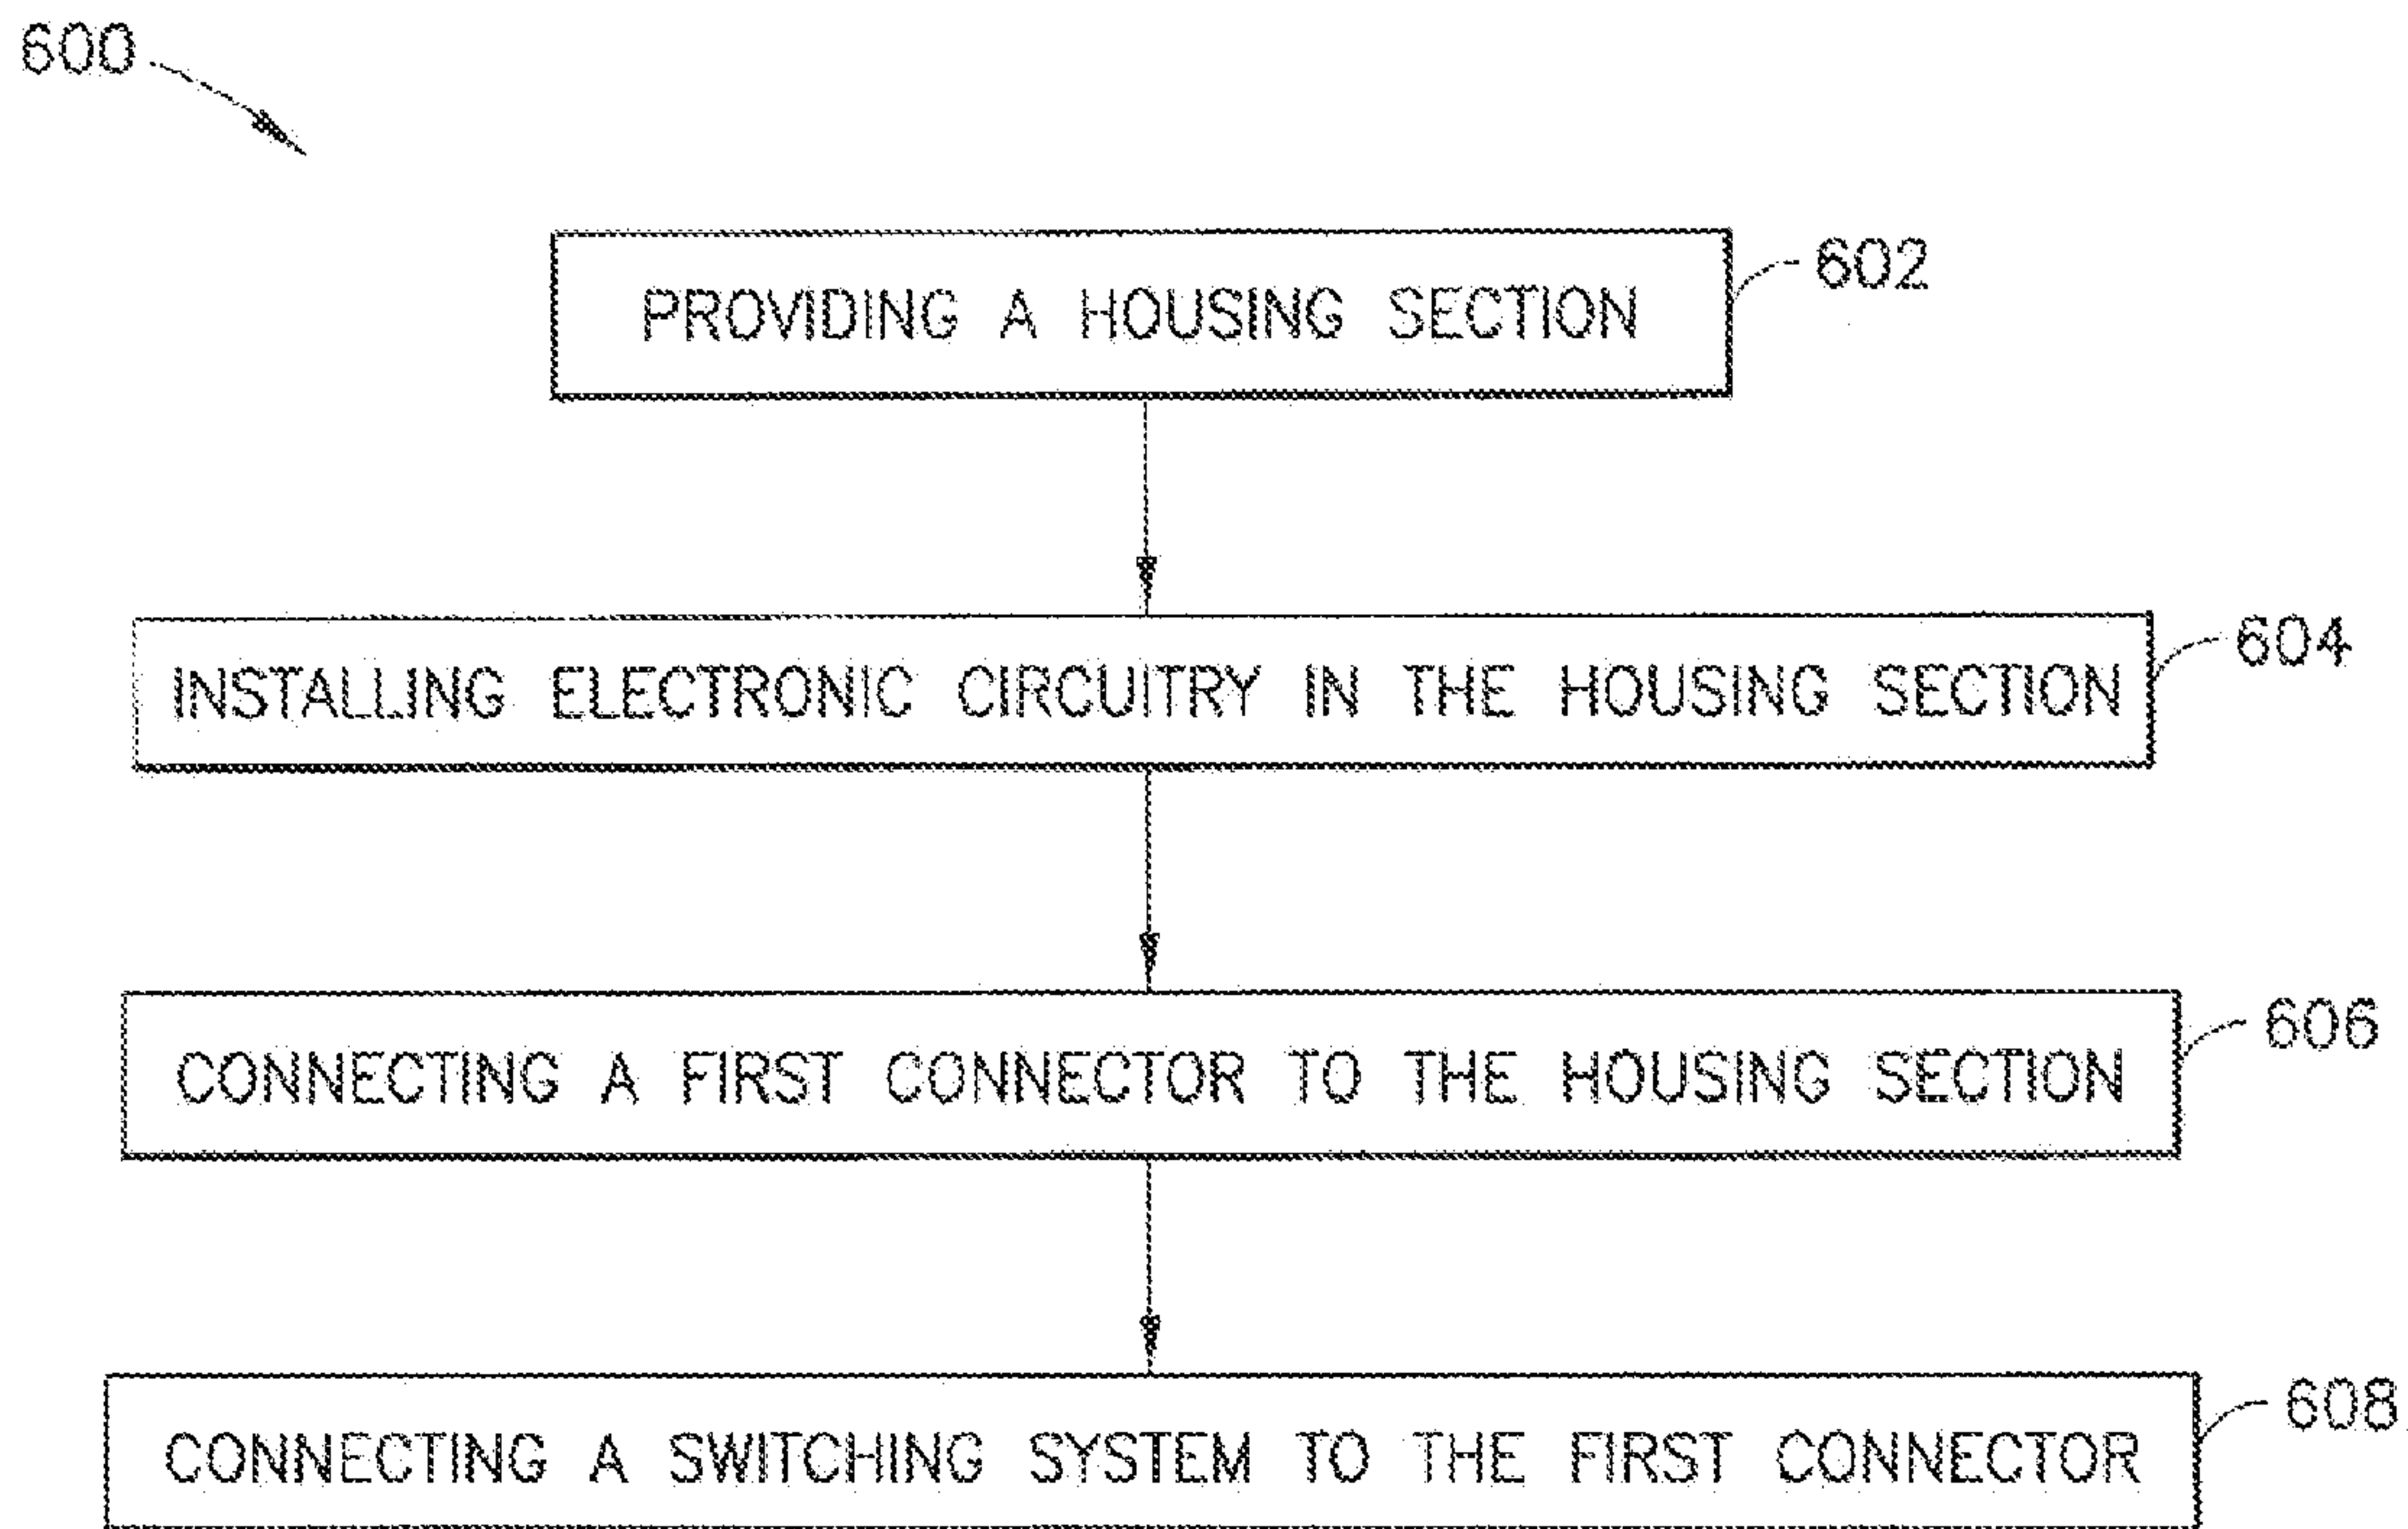 600
PROVIDING A HOUSING SECTION
602
INSTALLING ELECTRONIC CIRCUITRY IN THE HOUSING SECTION
604
CONNECTING A FIRST CONNECTOR TO THE HOUSING SECTION
606
CONNECTING A SWITCHING SYSTEM TO THE FIRST CONNECTOR
608